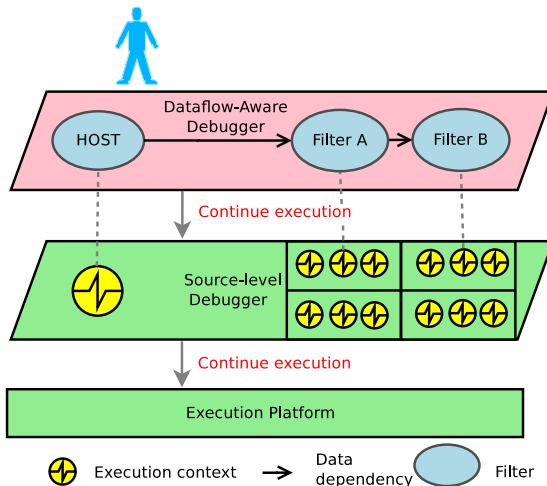 Dataflow-Aware
Debugger
HOST
Filter A
Filter B
Continue execution
Source-level
Debugger
Continue execution
Execution Platform
Execution context
Data
dependency
Filter